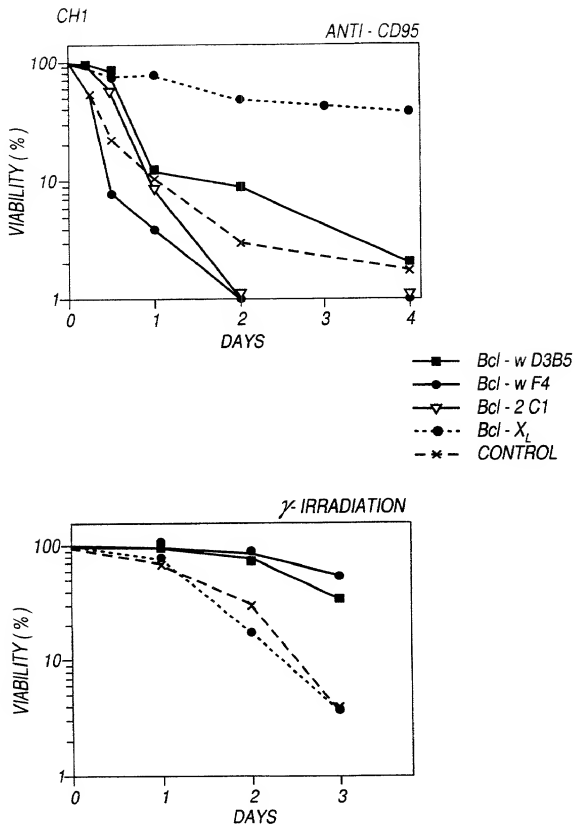 CH1
ANTI - CD95
100
10
1
VIABILITY (%)
0 1 2 3 4
DAYS
Bcl - w D3B5
Bcl - w F4
Bcl - 2 C1
Bcl - XL
CONTROL
γ- IRRADIATION
100
10
1
VIABILITY (%)
0 1 2 3
DAYS